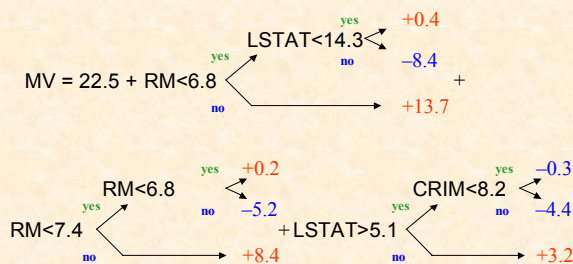 yes +0.4
LSTAT<14.3
yes no –8.4
MV = 22.5 + RM<6.8 +
no +13.7
yes +0.2 yes –0.3
RM<6.8 CRIM<8.2
yes no –5.2 yes no –4.4
RM<7.4 +LSTAT>5.1
no +8.4 no +3.2